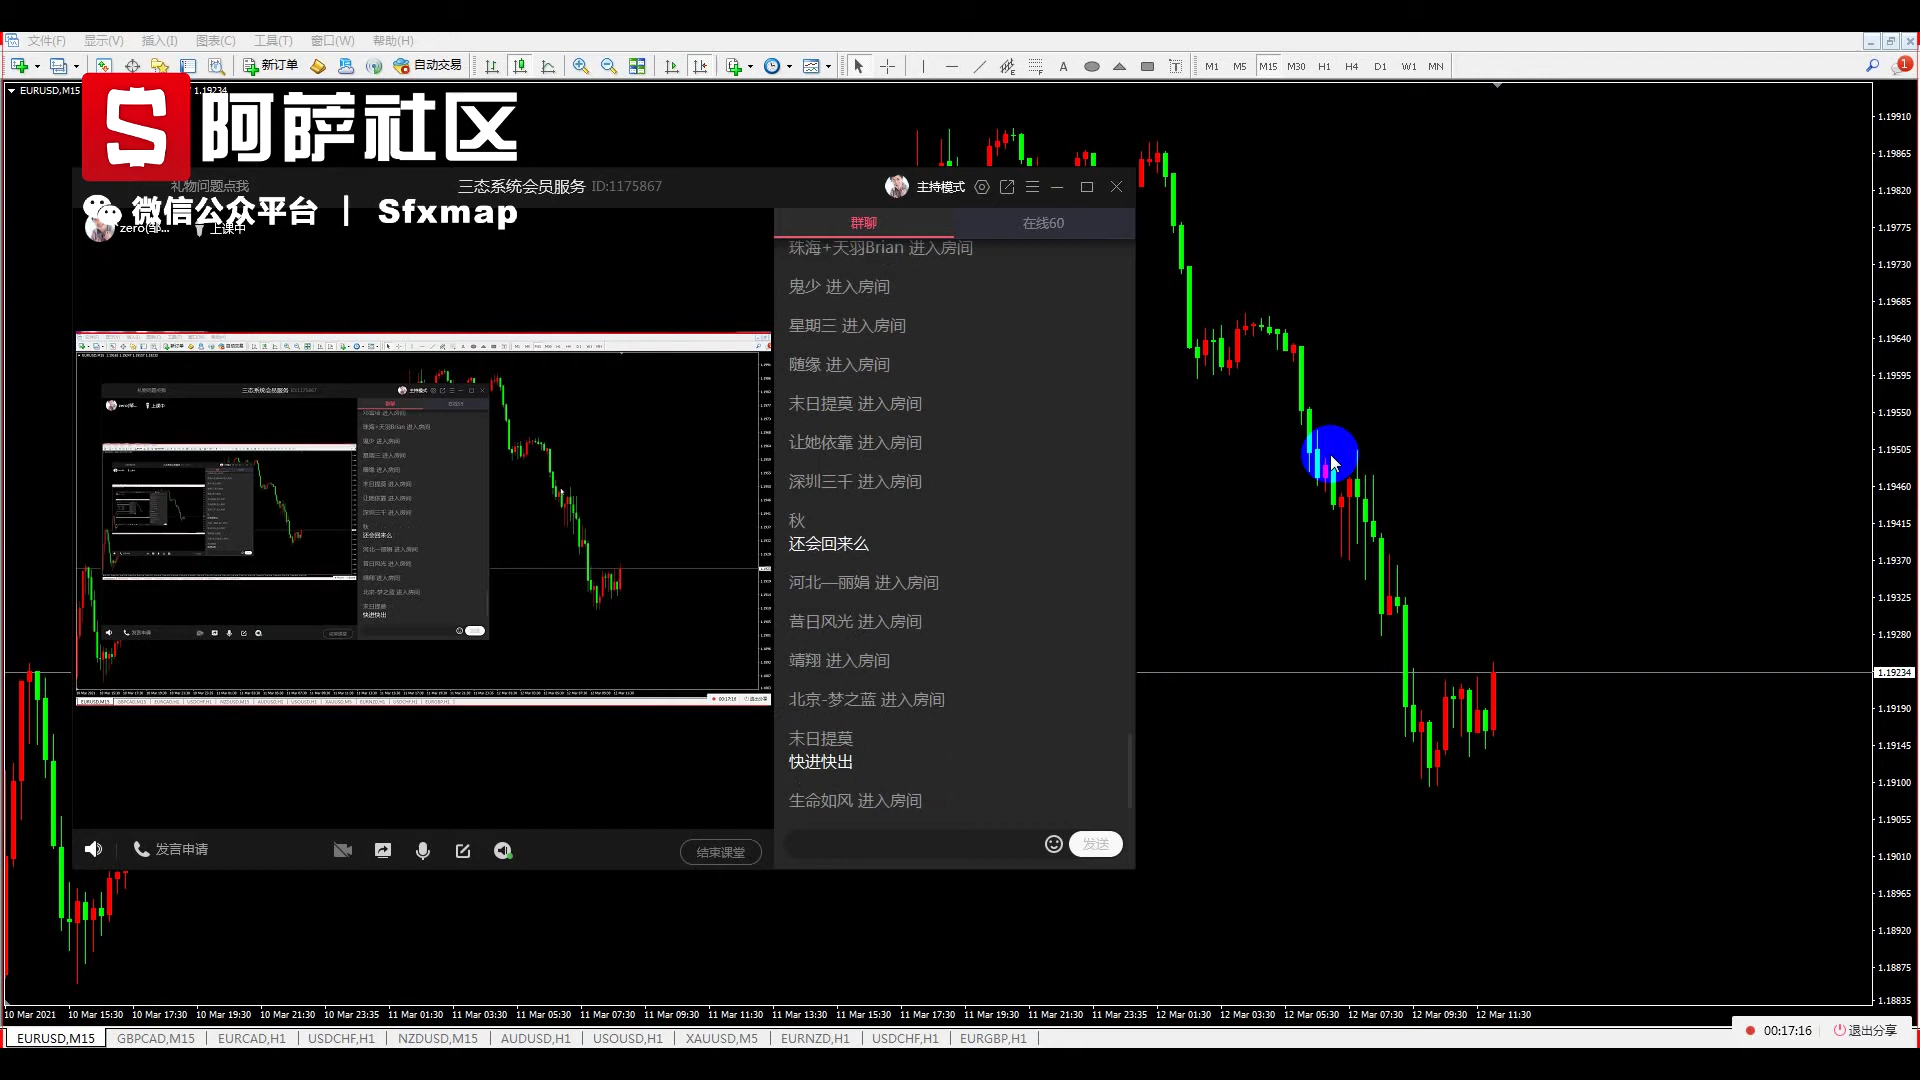 文件(F) 显示(V) 插入(I) 图表(C) 工具(T) 窗口(W) 帮助(H)
新订单 自动交易 A T M1 M5 M15 M30 H1 H4 D1 W1 MN 1
EURUSD,M15 1.19234
S 阿萨社区
微信公众平台 | Sfxmap
礼物问题点我 三态系统会员服务 ID:1175867 主持模式
zero(邹... 上课中
群聊 在线60
珠海+天羽Brian 进入房间
鬼少 进入房间
星期三 进入房间
随缘 进入房间
末日提莫 进入房间
让她依靠 进入房间
深圳三千 进入房间
秋
还会回来么
河北—丽娟 进入房间
昔日风光 进入房间
靖翔 进入房间
北京-梦之蓝 进入房间
末日提莫
快进快出
生命如风 进入房间
发言申请 结束课堂 发送
1.19910
1.19865
1.19820
1.19775
1.19730
1.19685
1.19640
1.19595
1.19550
1.19505
1.19460
1.19415
1.19370
1.19325
1.19280
1.19234
1.19190
1.19145
1.19100
1.19055
1.19010
1.18965
1.18920
1.18875
1.18835
10 Mar 2021 10 Mar 15:30 10 Mar 17:30 10 Mar 19:30 10 Mar 21:30 10 Mar 23:35 11 Mar 01:30 11 Mar 03:30 11 Mar 05:30 11 Mar 07:30 11 Mar 09:30 11 Mar 11:30 11 Mar 13:30 11 Mar 15:30 11 Mar 17:30 11 Mar 19:30 11 Mar 21:30 11 Mar 23:35 12 Mar 01:30 12 Mar 03:30 12 Mar 05:30 12 Mar 07:30 12 Mar 09:30 12 Mar 11:30
EURUSD,M15 GBPCAD,M15 EURCAD,H1 USDCHF,H1 NZDUSD,M15 AUDUSD,H1 USOUSD,H1 XAUUSD,M5 EURNZD,H1 USDCHF,H1 EURGBP,H1
00:17:16 退出分享